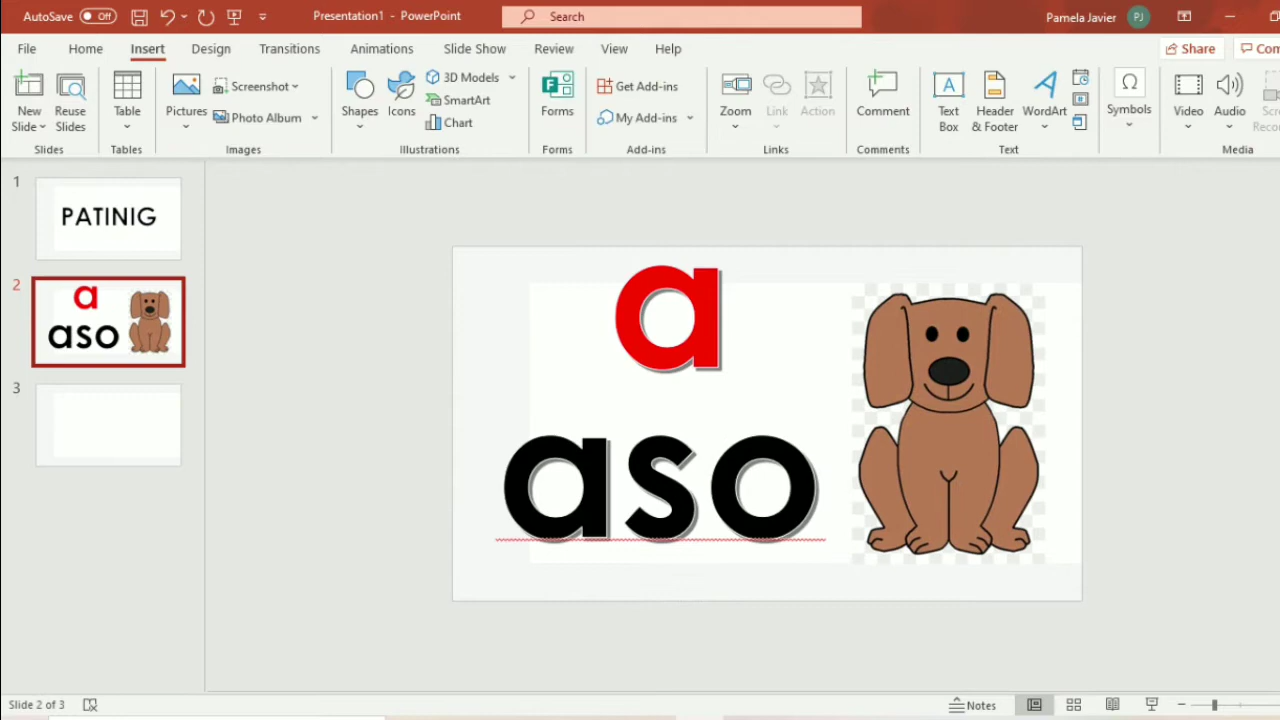 AutoSave Off Presentation1 - PowerPoint Search Pamela Javier PJ
File Home Insert Design Transitions Animations Slide Show Review View Help Share
New Slide Reuse Slides Table Pictures Screenshot Photo Album Shapes Icons 3D Models SmartArt Chart Forms Get Add-ins My Add-ins Zoom Link Action Comment Text Box Header & Footer WordArt Symbols Video Audio
Slides Tables Images Illustrations Forms Add-ins Links Comments Text Media
1
PATINIG
2
a
aso
3
a
aso
Slide 2 of 3 Notes